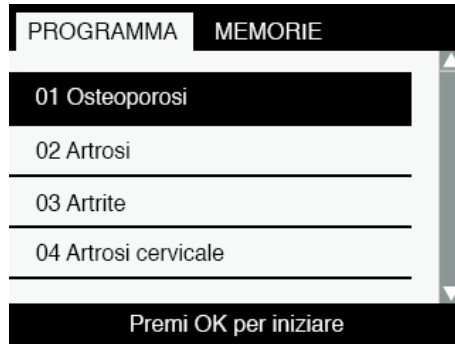 PROGRAMMA MEMORIE
01 Osteoporosi
02 Artrosi
03 Artrite
04 Artrosi cervicale
Premi OK per iniziare